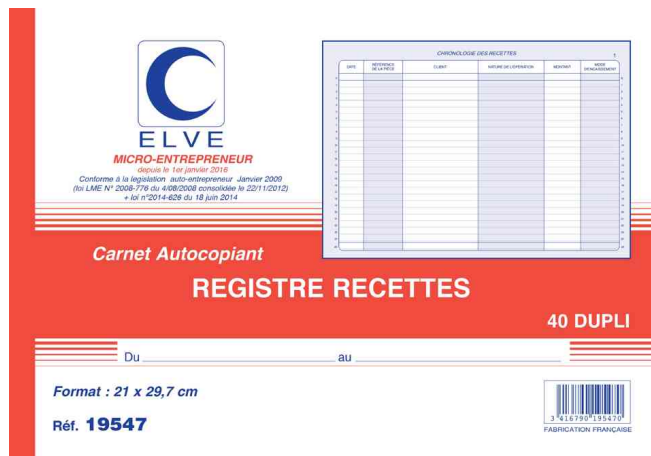 ELVE
MICRO-ENTREPRENEUR
depuis le 1er janvier 2016
Conforme à la legislation auto-entrepreneur Janvier 2009
(loi LME N° 2008-776 du 4/08/2008 consolidée le 22/11/2012)
+ loi n°2014-626 du 18 juin 2014
CHRONOLOGIE DES RECETTES 1
DATE RÉFÉRENCE DE LA PIÈCE CLIENT NATURE DE L'OPÉRATION MONTANT MODE D'ENCAISSEMENT
Carnet Autocopiant
REGISTRE RECETTES
40 DUPLI
Du au
Format : 21 x 29,7 cm
Réf. 19547
3 416790 195470
FABRICATION FRANÇAISE